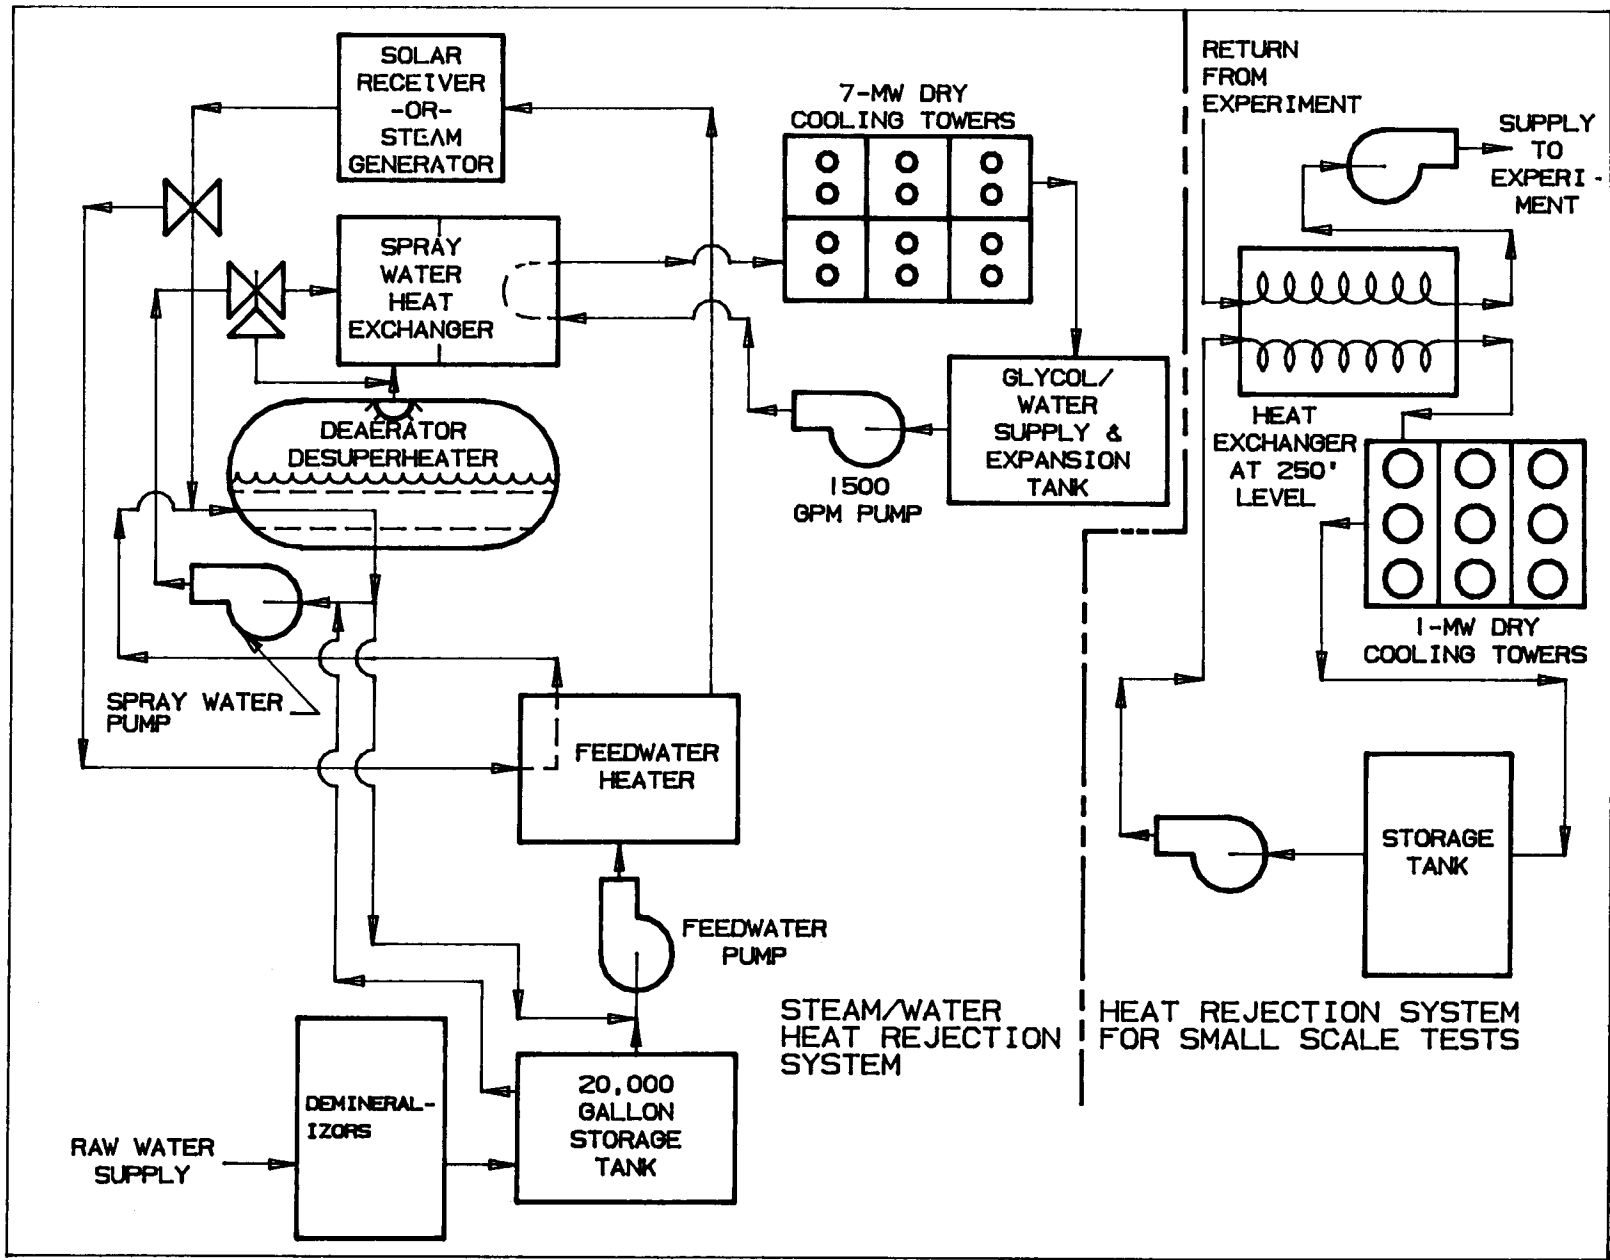 SOLAR
RECEIVER
-OR-
STEAM
GENERATOR
7-MW DRY
COOLING TOWERS
SPRAY
WATER
HEAT
EXCHANGER
DEAERATOR
DESUPERHEATER
GLYCOL/
WATER
SUPPLY &
EXPANSION
TANK
1500
GPM PUMP
SPRAY WATER
PUMP
FEEDWATER
HEATER
FEEDWATER
PUMP
STEAM/WATER
HEAT REJECTION
SYSTEM
DEMINERAL-
IZORS
20,000
GALLON
STORAGE
TANK
RAW WATER
SUPPLY
RETURN
FROM
EXPERIMENT
SUPPLY
TO
EXPERI-
MENT
HEAT
EXCHANGER
AT 250'
LEVEL
1-MW DRY
COOLING TOWERS
STORAGE
TANK
HEAT REJECTION SYSTEM
FOR SMALL SCALE TESTS